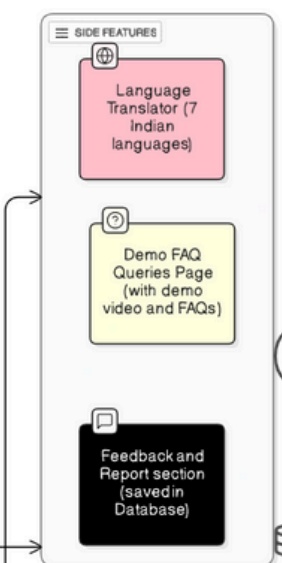 SIDE FEATURES
Language
Translator (7
Indian
languages)
Demo FAQ
Queries Page
(with demo
video and FAQs)
Feedback and
Report section
(saved in
Database)